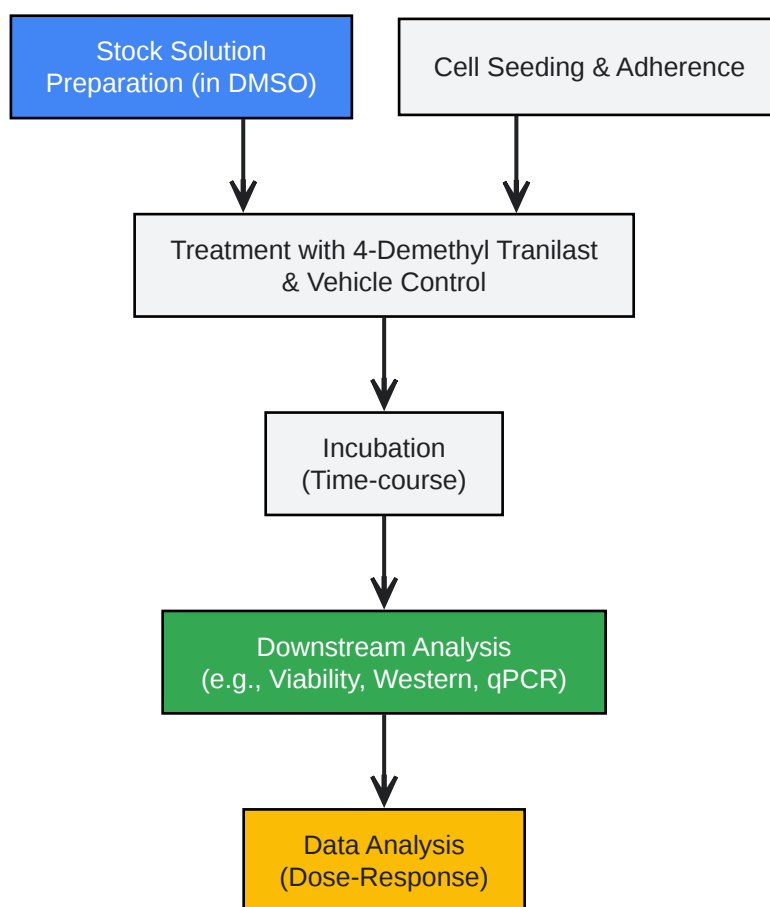 Stock Solution
Preparation (in DMSO)
Cell Seeding & Adherence
Treatment with 4-Demethyl Tranilast
& Vehicle Control
Incubation
(Time-course)
Downstream Analysis
(e.g., Viability, Western, qPCR)
Data Analysis
(Dose-Response)